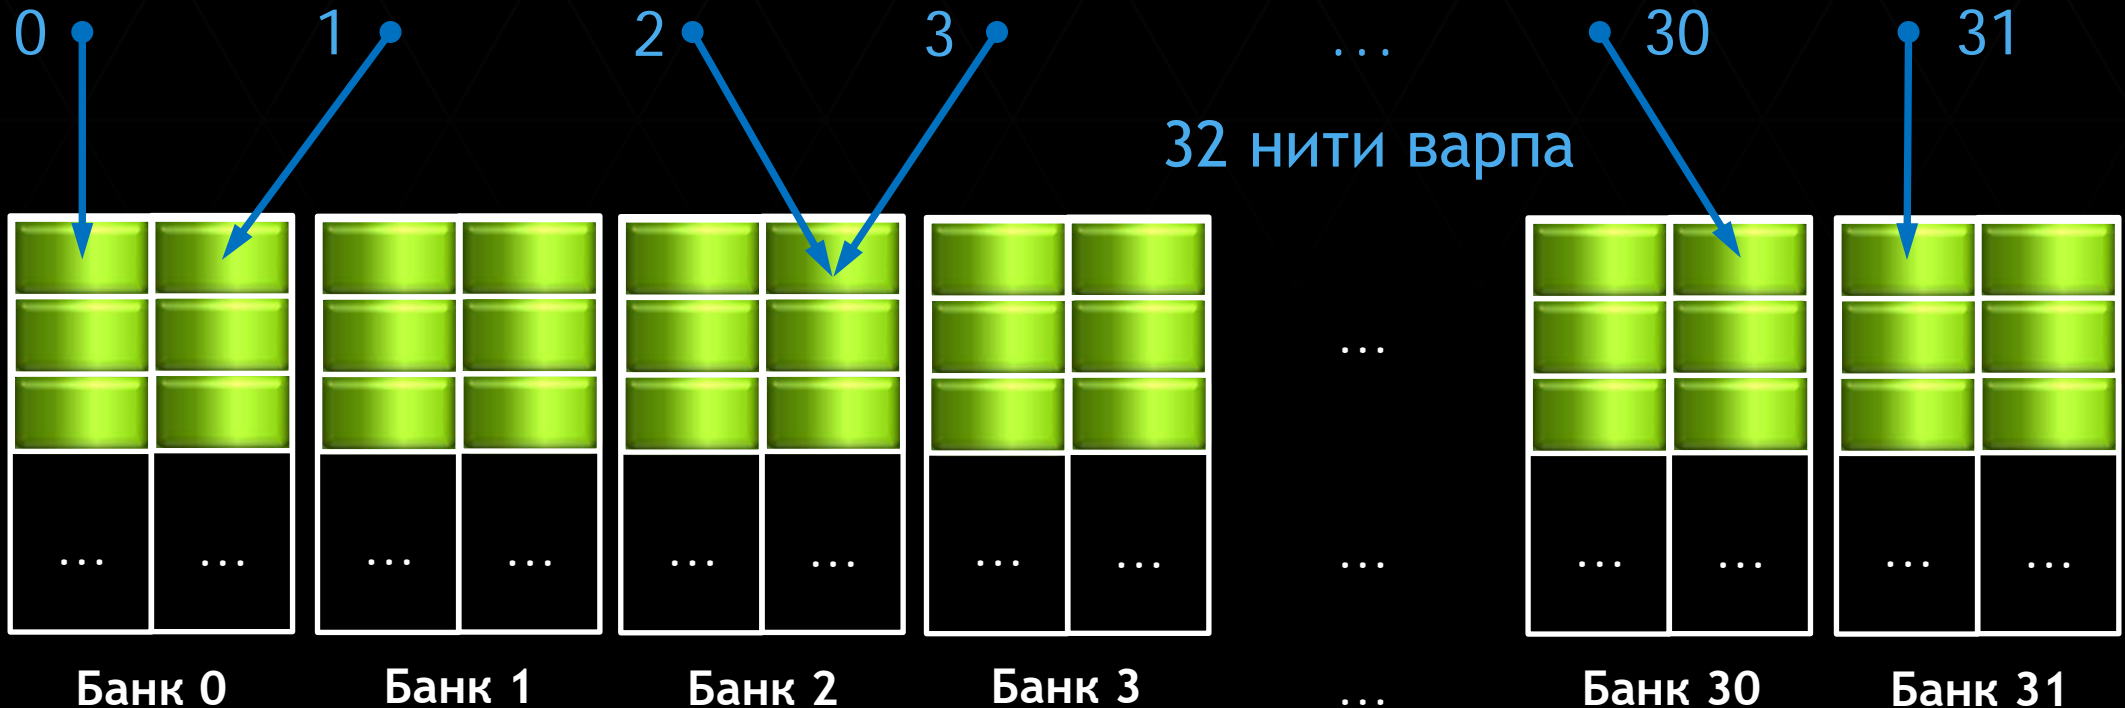 0 1 2 3 ... 30 31
32 нити варпа
...
... ... ... ... ... ... ... ... ... ... ... ... ...
Банк 0 Банк 1 Банк 2 Банк 3 ... Банк 30 Банк 31